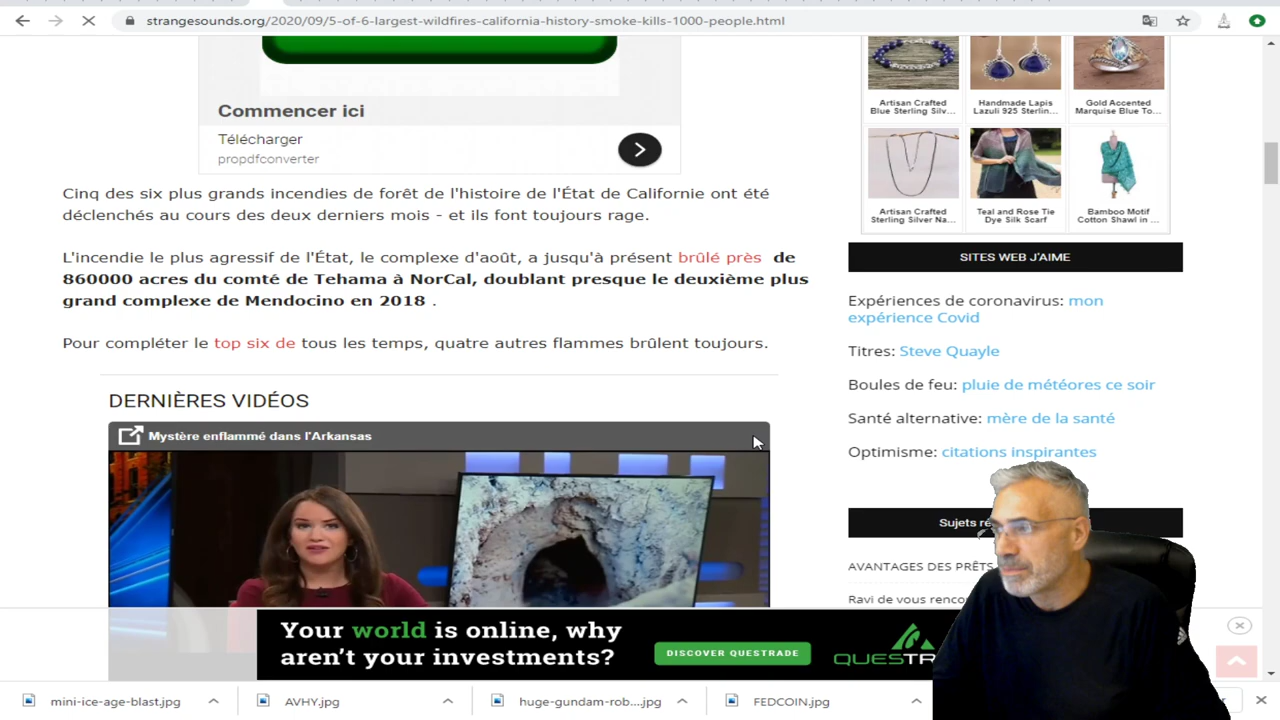 strangesounds.org/2020/09/5-of-6-largest-wildfires-california-history-smoke-kills-1000-people.html
Commencer ici
Télécharger
propdfconverter
Cinq des six plus grands incendies de forêt de l'histoire de l'État de Californie ont été
déclenchés au cours des deux derniers mois - et ils font toujours rage.
L'incendie le plus agressif de l'État, le complexe d'août, a jusqu'à présent brûlé près de
860000 acres du comté de Tehama à NorCal, doublant presque le deuxième plus
grand complexe de Mendocino en 2018 .
Pour compléter le top six de tous les temps, quatre autres flammes brûlent toujours.
DERNIÈRES VIDÉOS
Mystère enflammé dans l'Arkansas
Artisan Crafted
Blue Sterling Silv...
Handmade Lapis
Lazuli 925 Sterlin...
Gold Accented
Marquise Blue To...
Artisan Crafted
Sterling Silver Na...
Teal and Rose Tie
Dye Silk Scarf
Bamboo Motif
Cotton Shawl in ...
SITES WEB J'AIME
Expériences de coronavirus: mon
expérience Covid
Titres: Steve Quayle
Boules de feu: pluie de météores ce soir
Santé alternative: mère de la santé
Optimisme: citations inspirantes
Sujets
AVANTAGES DES PRÊTS
Ravi de vous
Your world is online, why
aren't your investments?
DISCOVER QUESTRADE
QUESTR
mini-ice-age-blast.jpg
AVHY.jpg
huge-gundam-rob....jpg
FEDCOIN.jpg